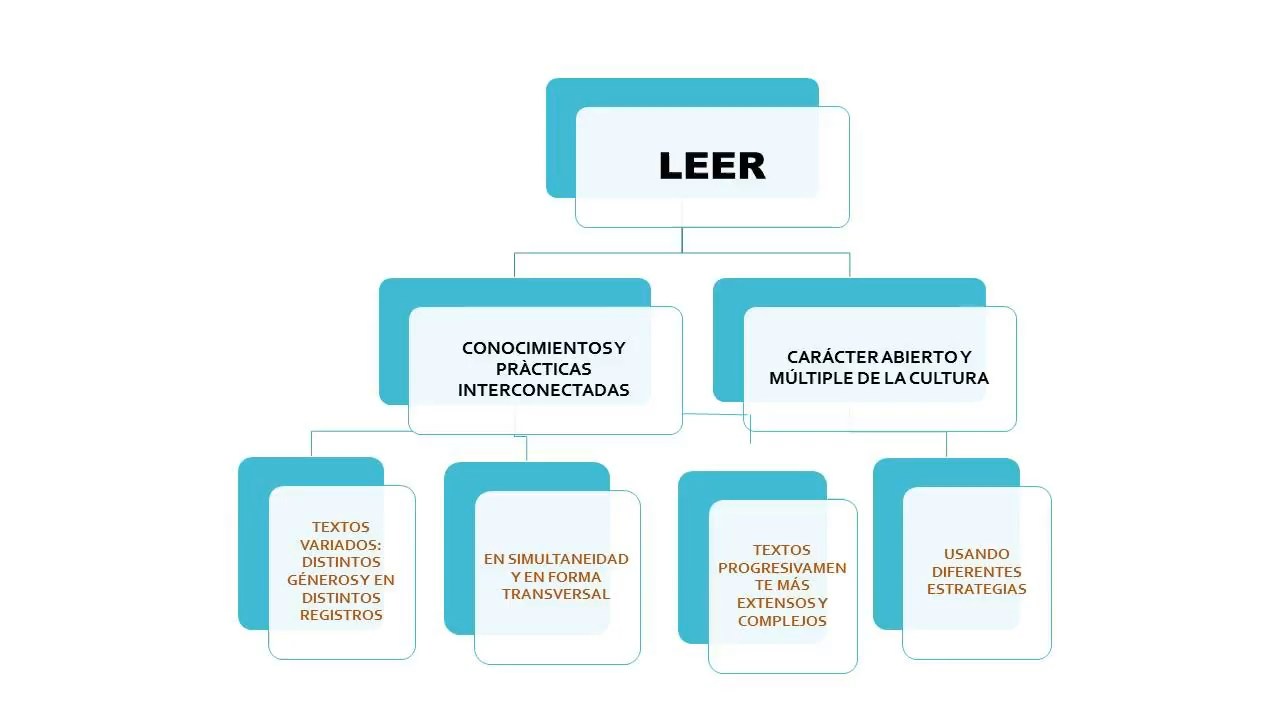 LEER
CONOCIMIENTOS Y
PRÀCTICAS
INTERCONECTADAS
CARÁCTER ABIERTO Y
MÚLTIPLE DE LA CULTURA
TEXTOS
VARIADOS:
DISTINTOS
GÉNEROS Y EN
DISTINTOS
REGISTROS
EN SIMULTANEIDAD
Y EN FORMA
TRANSVERSAL
TEXTOS
PROGRESIVAMEN
TE MÁS
EXTENSOS Y
COMPLEJOS
USANDO
DIFERENTES
ESTRATEGIAS